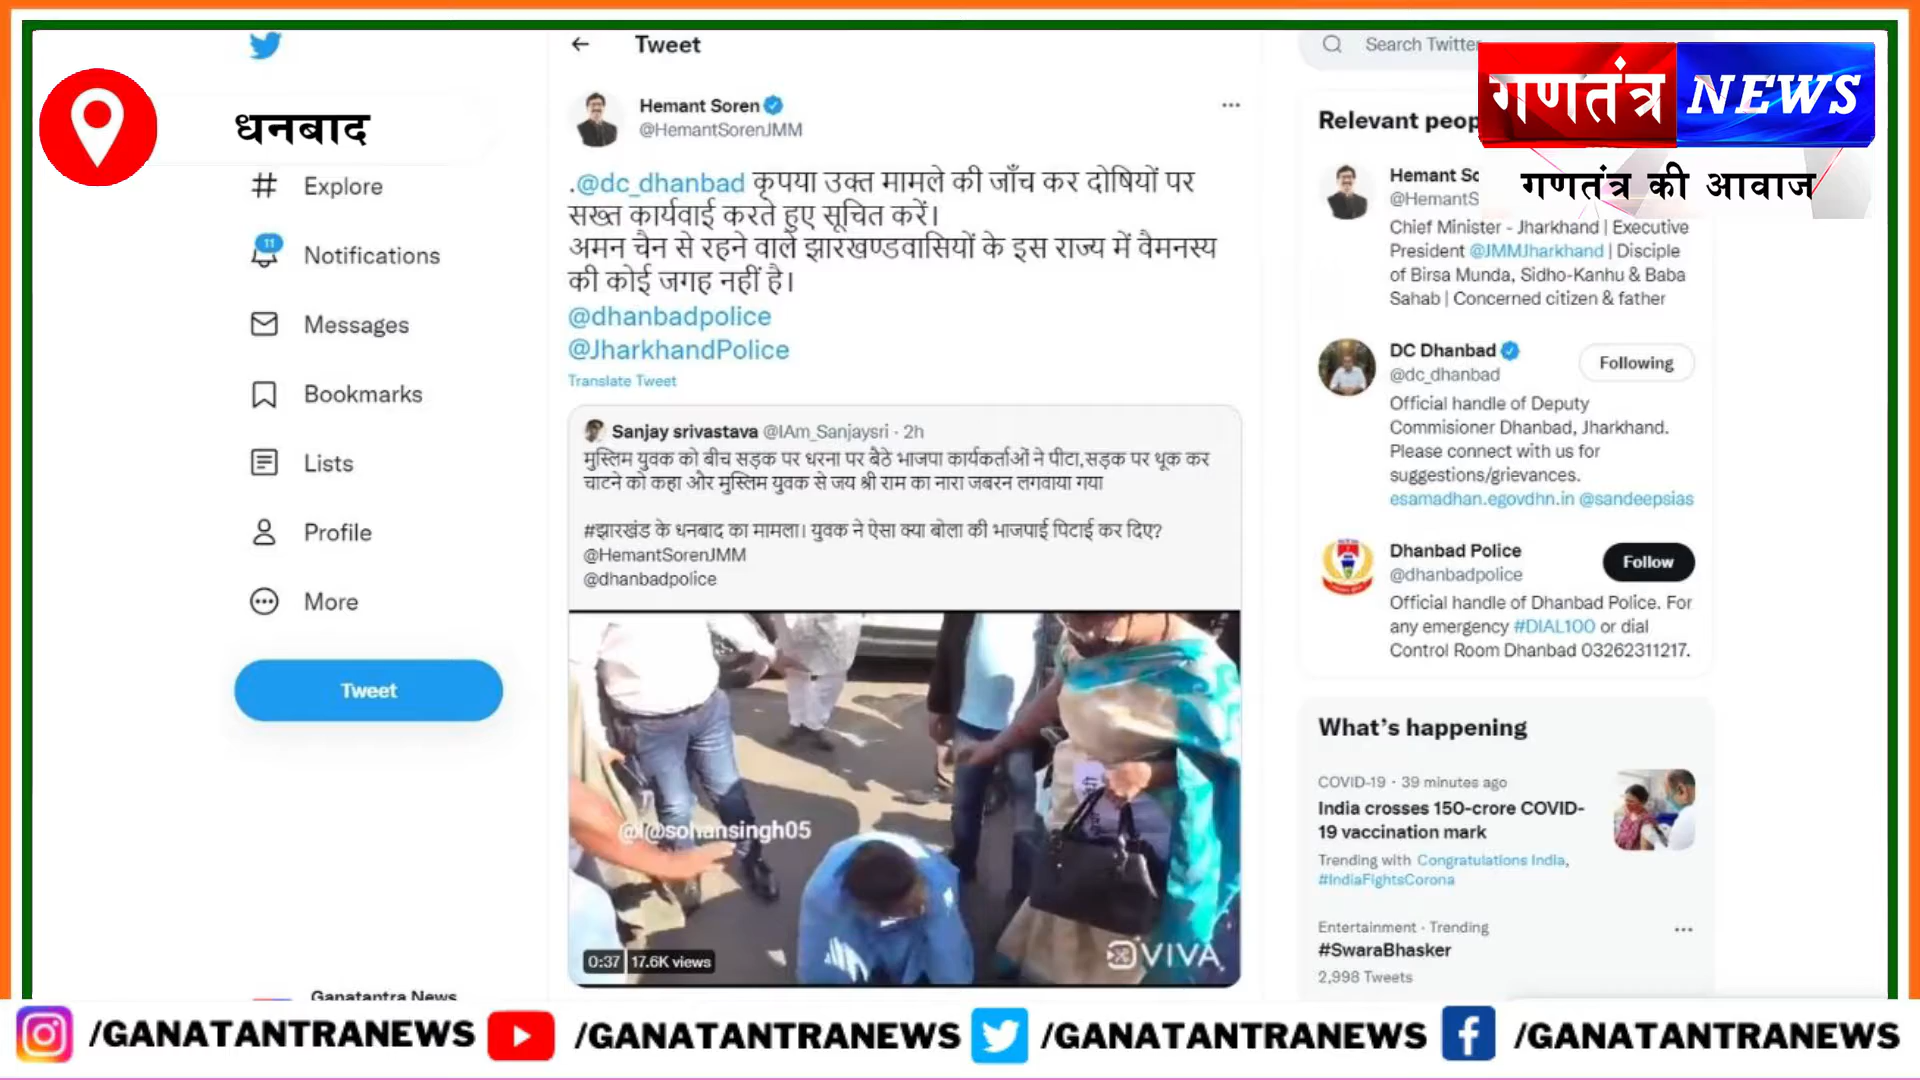 धनबाद
Explore
Notifications
11
Messages
Bookmarks
Lists
Profile
More
Tweet
Ganatantra News
Tweet
Hemant Soren
@HemantSorenJMM
.@dc_dhanbad कृपया उक्त मामले की जाँच कर दोषियों पर
सख्त कार्यवाई करते हुए सूचित करें।
अमन चैन से रहने वाले झारखण्डवासियों के इस राज्य में वैमनस्य
की कोई जगह नहीं है।
@dhanbadpolice
@JharkhandPolice
Translate Tweet
Sanjay srivastava @IAm_Sanjaysri · 2h
मुस्लिम युवक को बीच सड़क पर धरना पर बैठे भाजपा कार्यकर्ताओं ने पीटा,सड़क पर थूक कर
चाटने को कहा और मुस्लिम युवक से जय श्री राम का नारा जबरन लगवाया गया
#झारखंड के धनबाद का मामला। युवक ने ऐसा क्या बोला की भाजपाई पिटाई कर दिए?
@HemantSorenJMM
@dhanbadpolice
@l@sohansingh05
0:37 17.6K views
VIVA
Search Twitter
गणतंत्र NEWS
गणतंत्र की आवाज
Relevant peop
Hemant So
@HemantS
Chief Minister - Jharkhand | Executive
President @JMMJharkhand | Disciple
of Birsa Munda, Sidho-Kanhu & Baba
Sahab | Concerned citizen & father
DC Dhanbad
@dc_dhanbad
Following
Official handle of Deputy
Commisioner Dhanbad, Jharkhand.
Please connect with us for
suggestions/grievances.
esamadhan.egovdhn.in @sandeepsias
Dhanbad Police
@dhanbadpolice
Follow
Official handle of Dhanbad Police. For
any emergency #DIAL100 or dial
Control Room Dhanbad 03262311217.
What's happening
COVID-19 · 39 minutes ago
India crosses 150-crore COVID-
19 vaccination mark
Trending with Congratulations India,
#IndiaFightsCorona
Entertainment · Trending
#SwaraBhasker
2,998 Tweets
/GANATANTRANEWS /GANATANTRANEWS /GANATANTRANEWS /GANATANTRANEWS